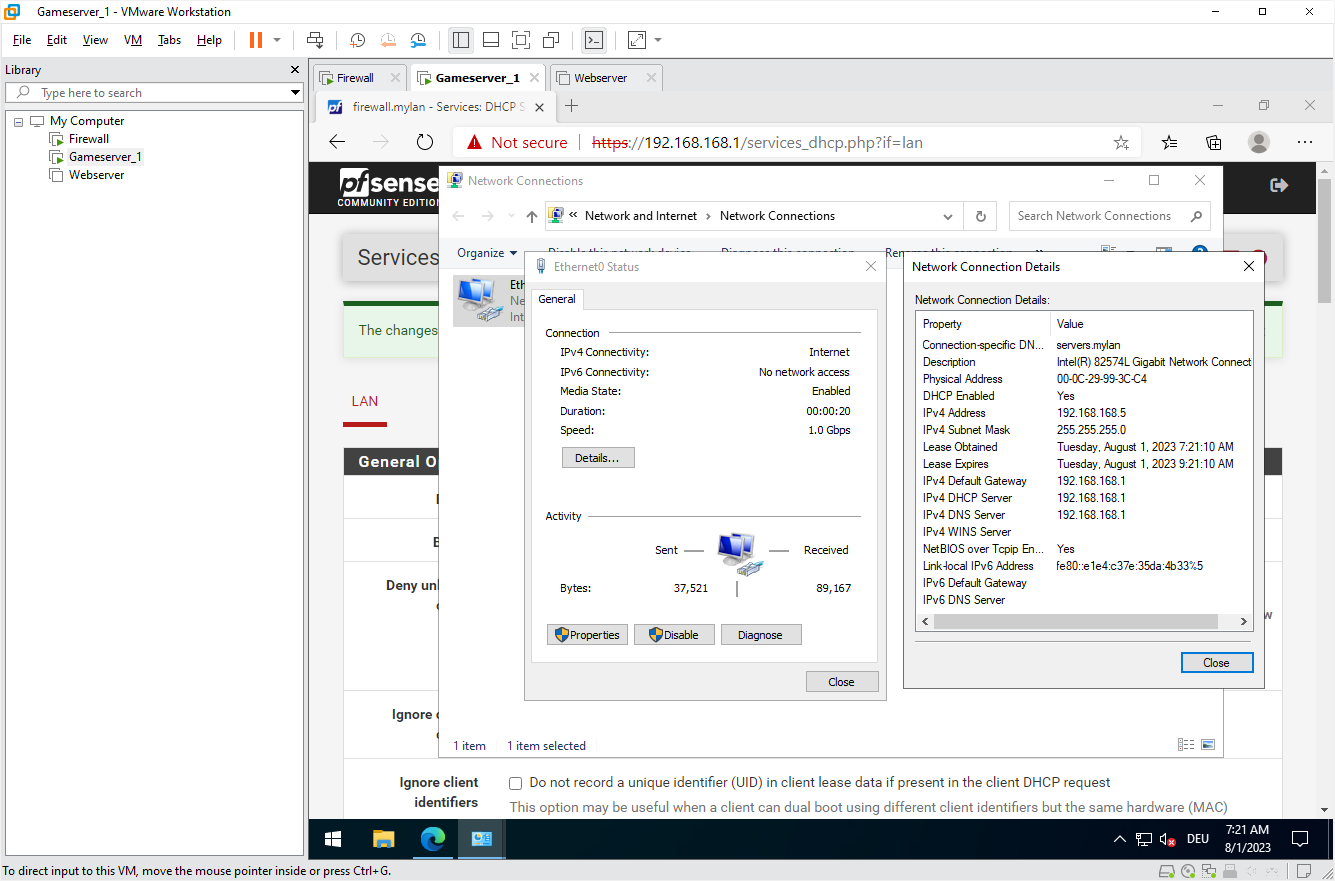 Gameserver_1 - VMware Workstation
File Edit View VM Tabs Help
Library
Type here to search
My Computer
Firewall
Gameserver_1
Webserver
Firewall Gameserver_1 Webserver
pf firewall.mylan - Services: DHCP S
Not secure https://192.168.168.1/services_dhcp.php?if=lan
pfsense
COMMUNITY EDITION
Services
The changes
LAN
General O
Deny unl
Ignore
Ignore client identifiers
Do not record a unique identifier (UID) in client lease data if present in the client DHCP request
This option may be useful when a client can dual boot using different client identifiers but the same hardware (MAC)
Network Connections
« Network and Internet › Network Connections
Search Network Connections
Organize Disable this network device Diagnose this connection Rename this connection »
Eth
Ne
Int
1 item 1 item selected
Ethernet0 Status
General
Connection
IPv4 Connectivity: Internet
IPv6 Connectivity: No network access
Media State: Enabled
Duration: 00:00:20
Speed: 1.0 Gbps
Details...
Activity
Sent Received
Bytes: 37,521 89,167
Properties Disable Diagnose
Close
Network Connection Details
Network Connection Details:
Property Value
Connection-specific DN... servers.mylan
Description Intel(R) 82574L Gigabit Network Connect
Physical Address 00-0C-29-99-3C-C4
DHCP Enabled Yes
IPv4 Address 192.168.168.5
IPv4 Subnet Mask 255.255.255.0
Lease Obtained Tuesday, August 1, 2023 7:21:10 AM
Lease Expires Tuesday, August 1, 2023 9:21:10 AM
IPv4 Default Gateway 192.168.168.1
IPv4 DHCP Server 192.168.168.1
IPv4 DNS Server 192.168.168.1
IPv4 WINS Server
NetBIOS over Tcpip En... Yes
Link-local IPv6 Address fe80::e1e4:c37e:35da:4b33%5
IPv6 Default Gateway
IPv6 DNS Server
Close
DEU
7:21 AM
8/1/2023
To direct input to this VM, move the mouse pointer inside or press Ctrl+G.